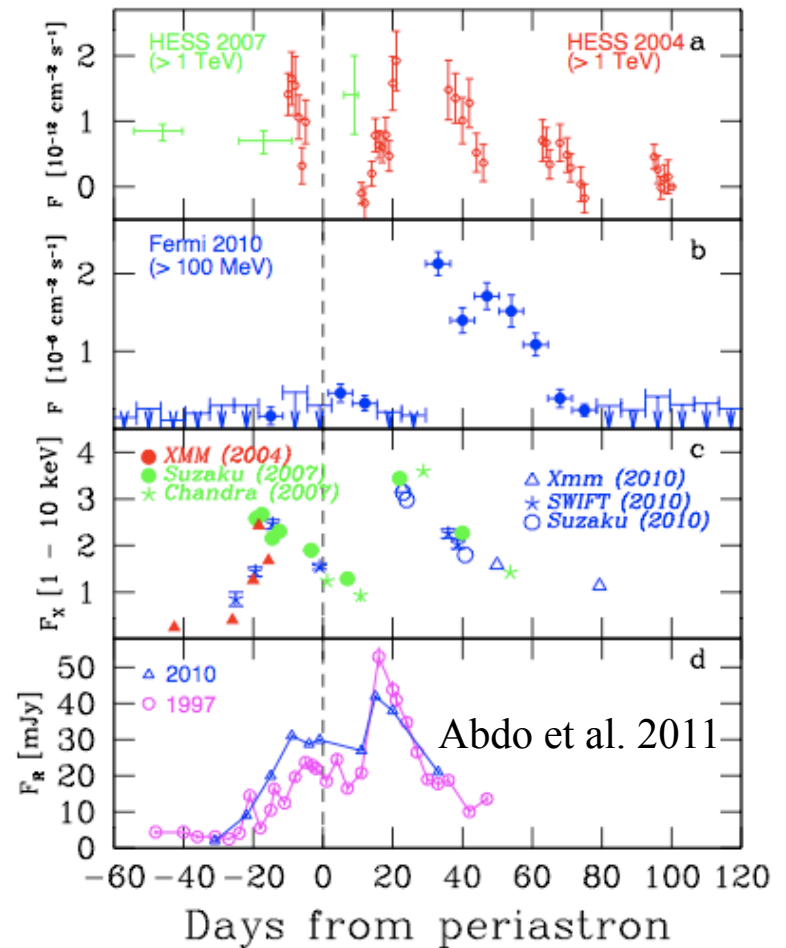 HESS 2007
(> 1 TeV)
HESS 2004
(> 1 TeV)
a
F [10⁻¹² cm⁻² s⁻¹]
2
1
0
Fermi 2010
(> 100 MeV)
b
F [10⁻⁶ cm⁻² s⁻¹]
2
1
XMM (2004)
Suzaku (2007)
Chandra (2007)
c
Xmm (2010)
SWIFT (2010)
Suzaku (2010)
F_X [1 - 10 keV]
4
3
2
1
2010
1997
d
Abdo et al. 2011
F_R [mJy]
50
40
30
20
10
0
-60 -40 -20 0 20 40 60 80 100 120
Days from periastron